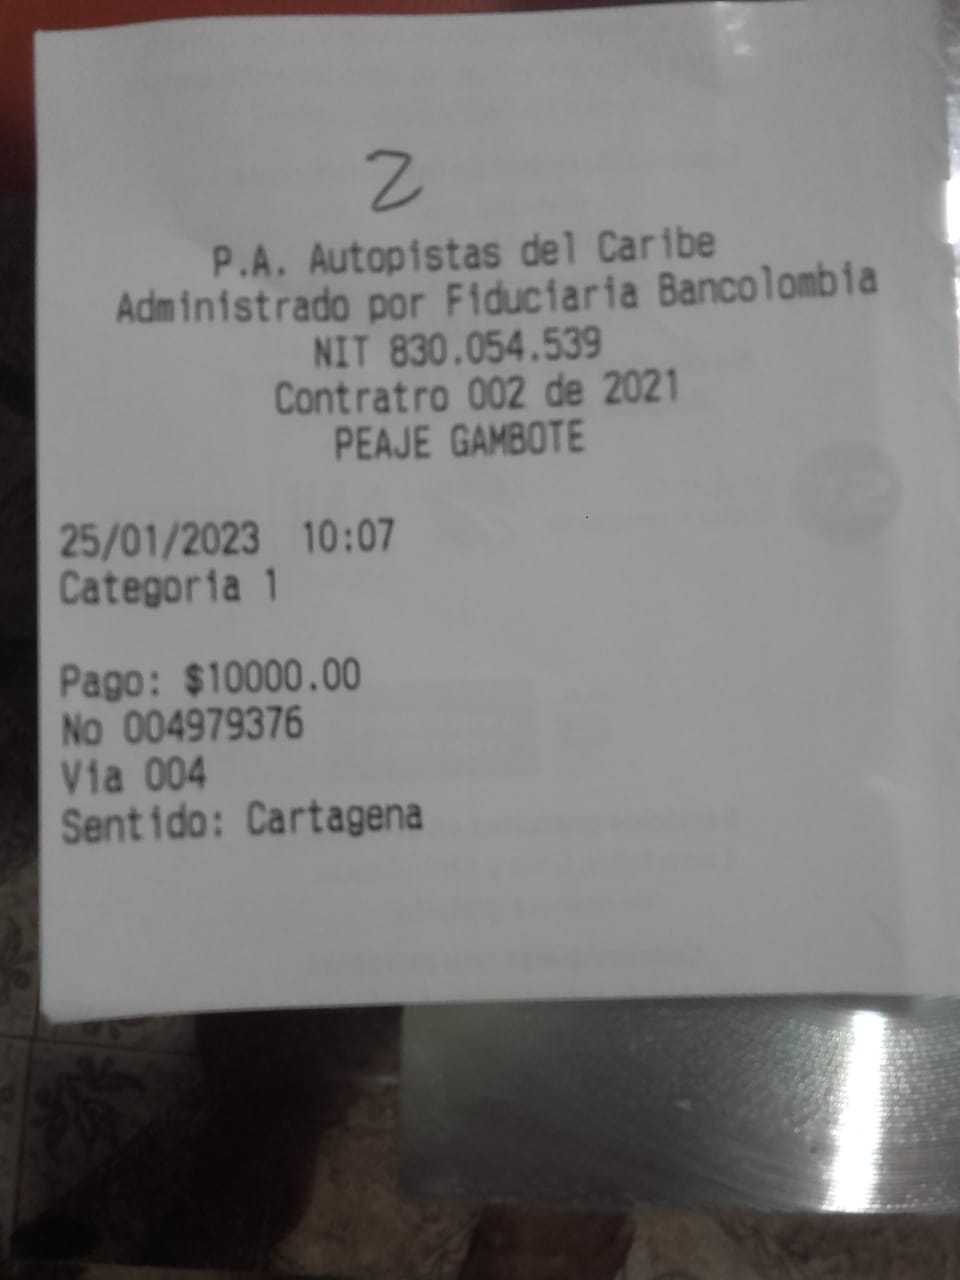 2
P.A. Autopistas del Caribe
Administrado por Fiduciaria Bancolombia
NIT 830.054.539
Contratro 002 de 2021
PEAJE GAMBOTE
25/01/2023 10:07
Categoria 1
Pago: $10000.00
No 004979376
Via 004
Sentido: Cartagena